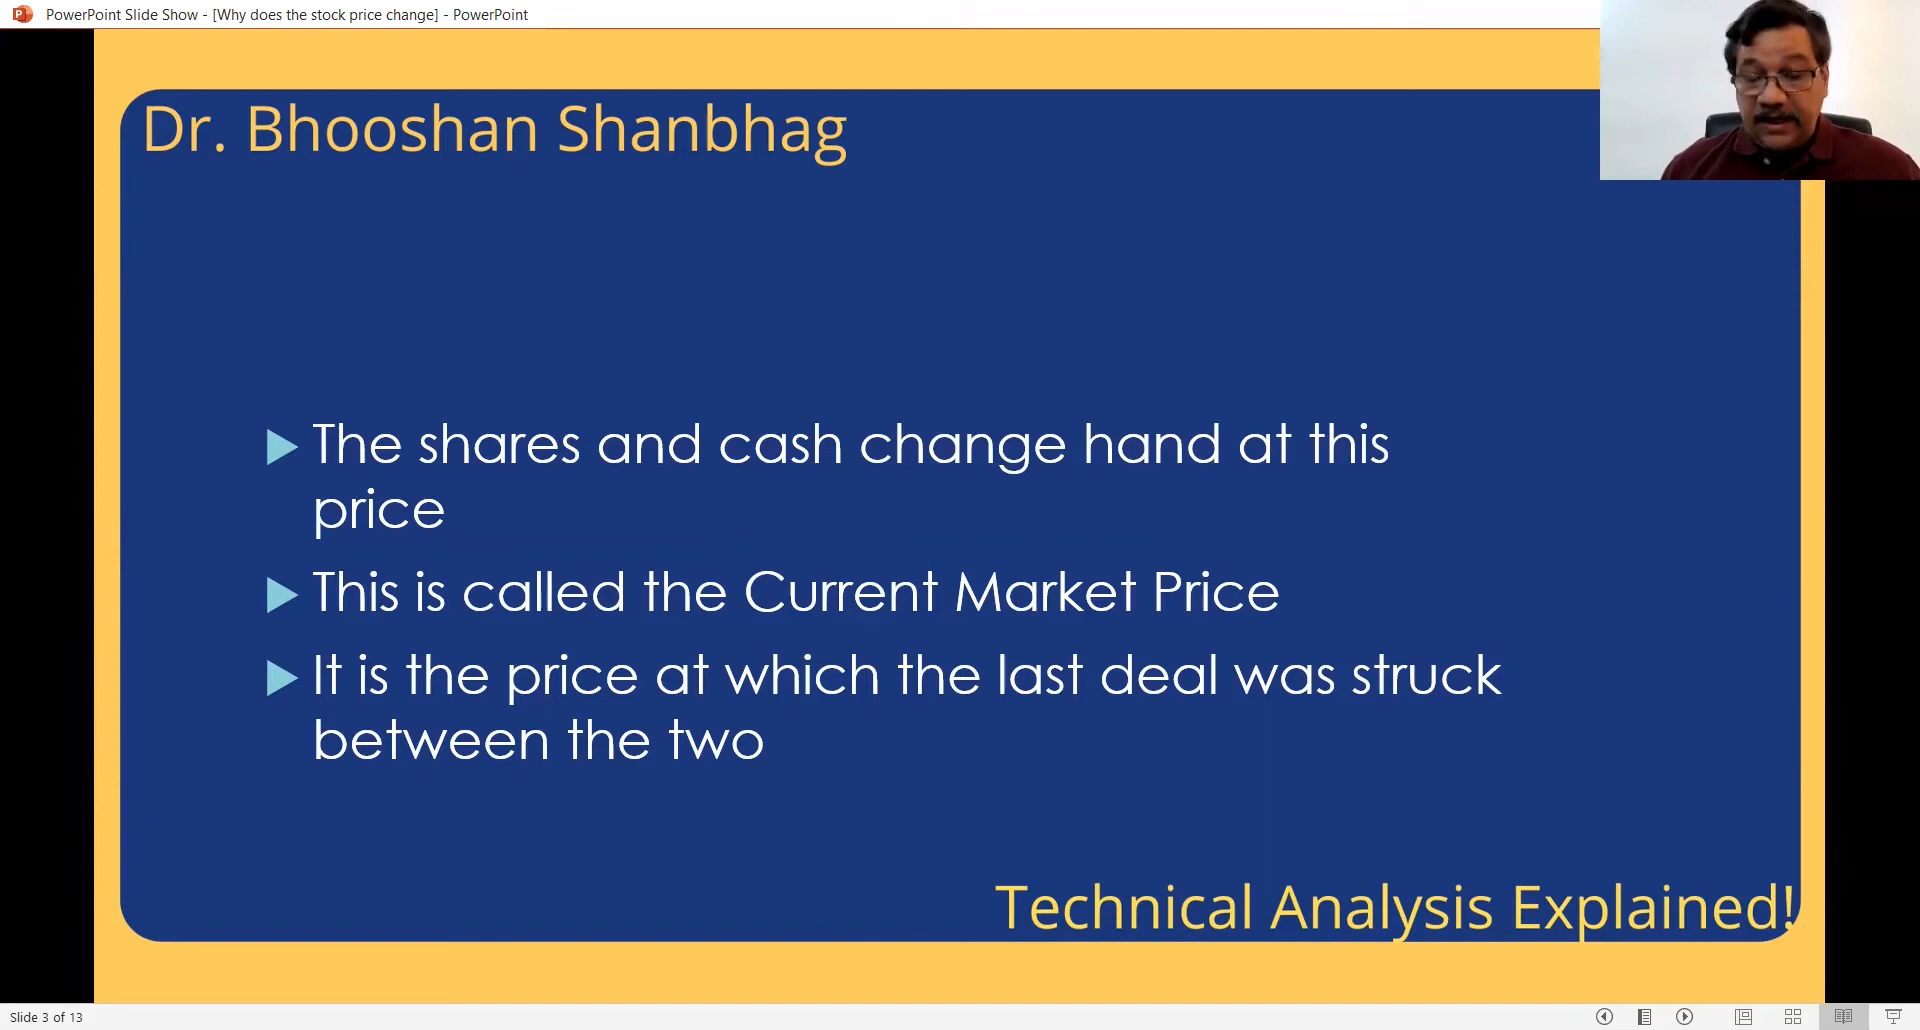 PowerPoint Slide Show - [Why does the stock price change] - PowerPoint
Dr. Bhooshan Shanbhag
The shares and cash change hand at this
price
This is called the Current Market Price
It is the price at which the last deal was struck
between the two
Technical Analysis Explained!
Slide 3 of 13